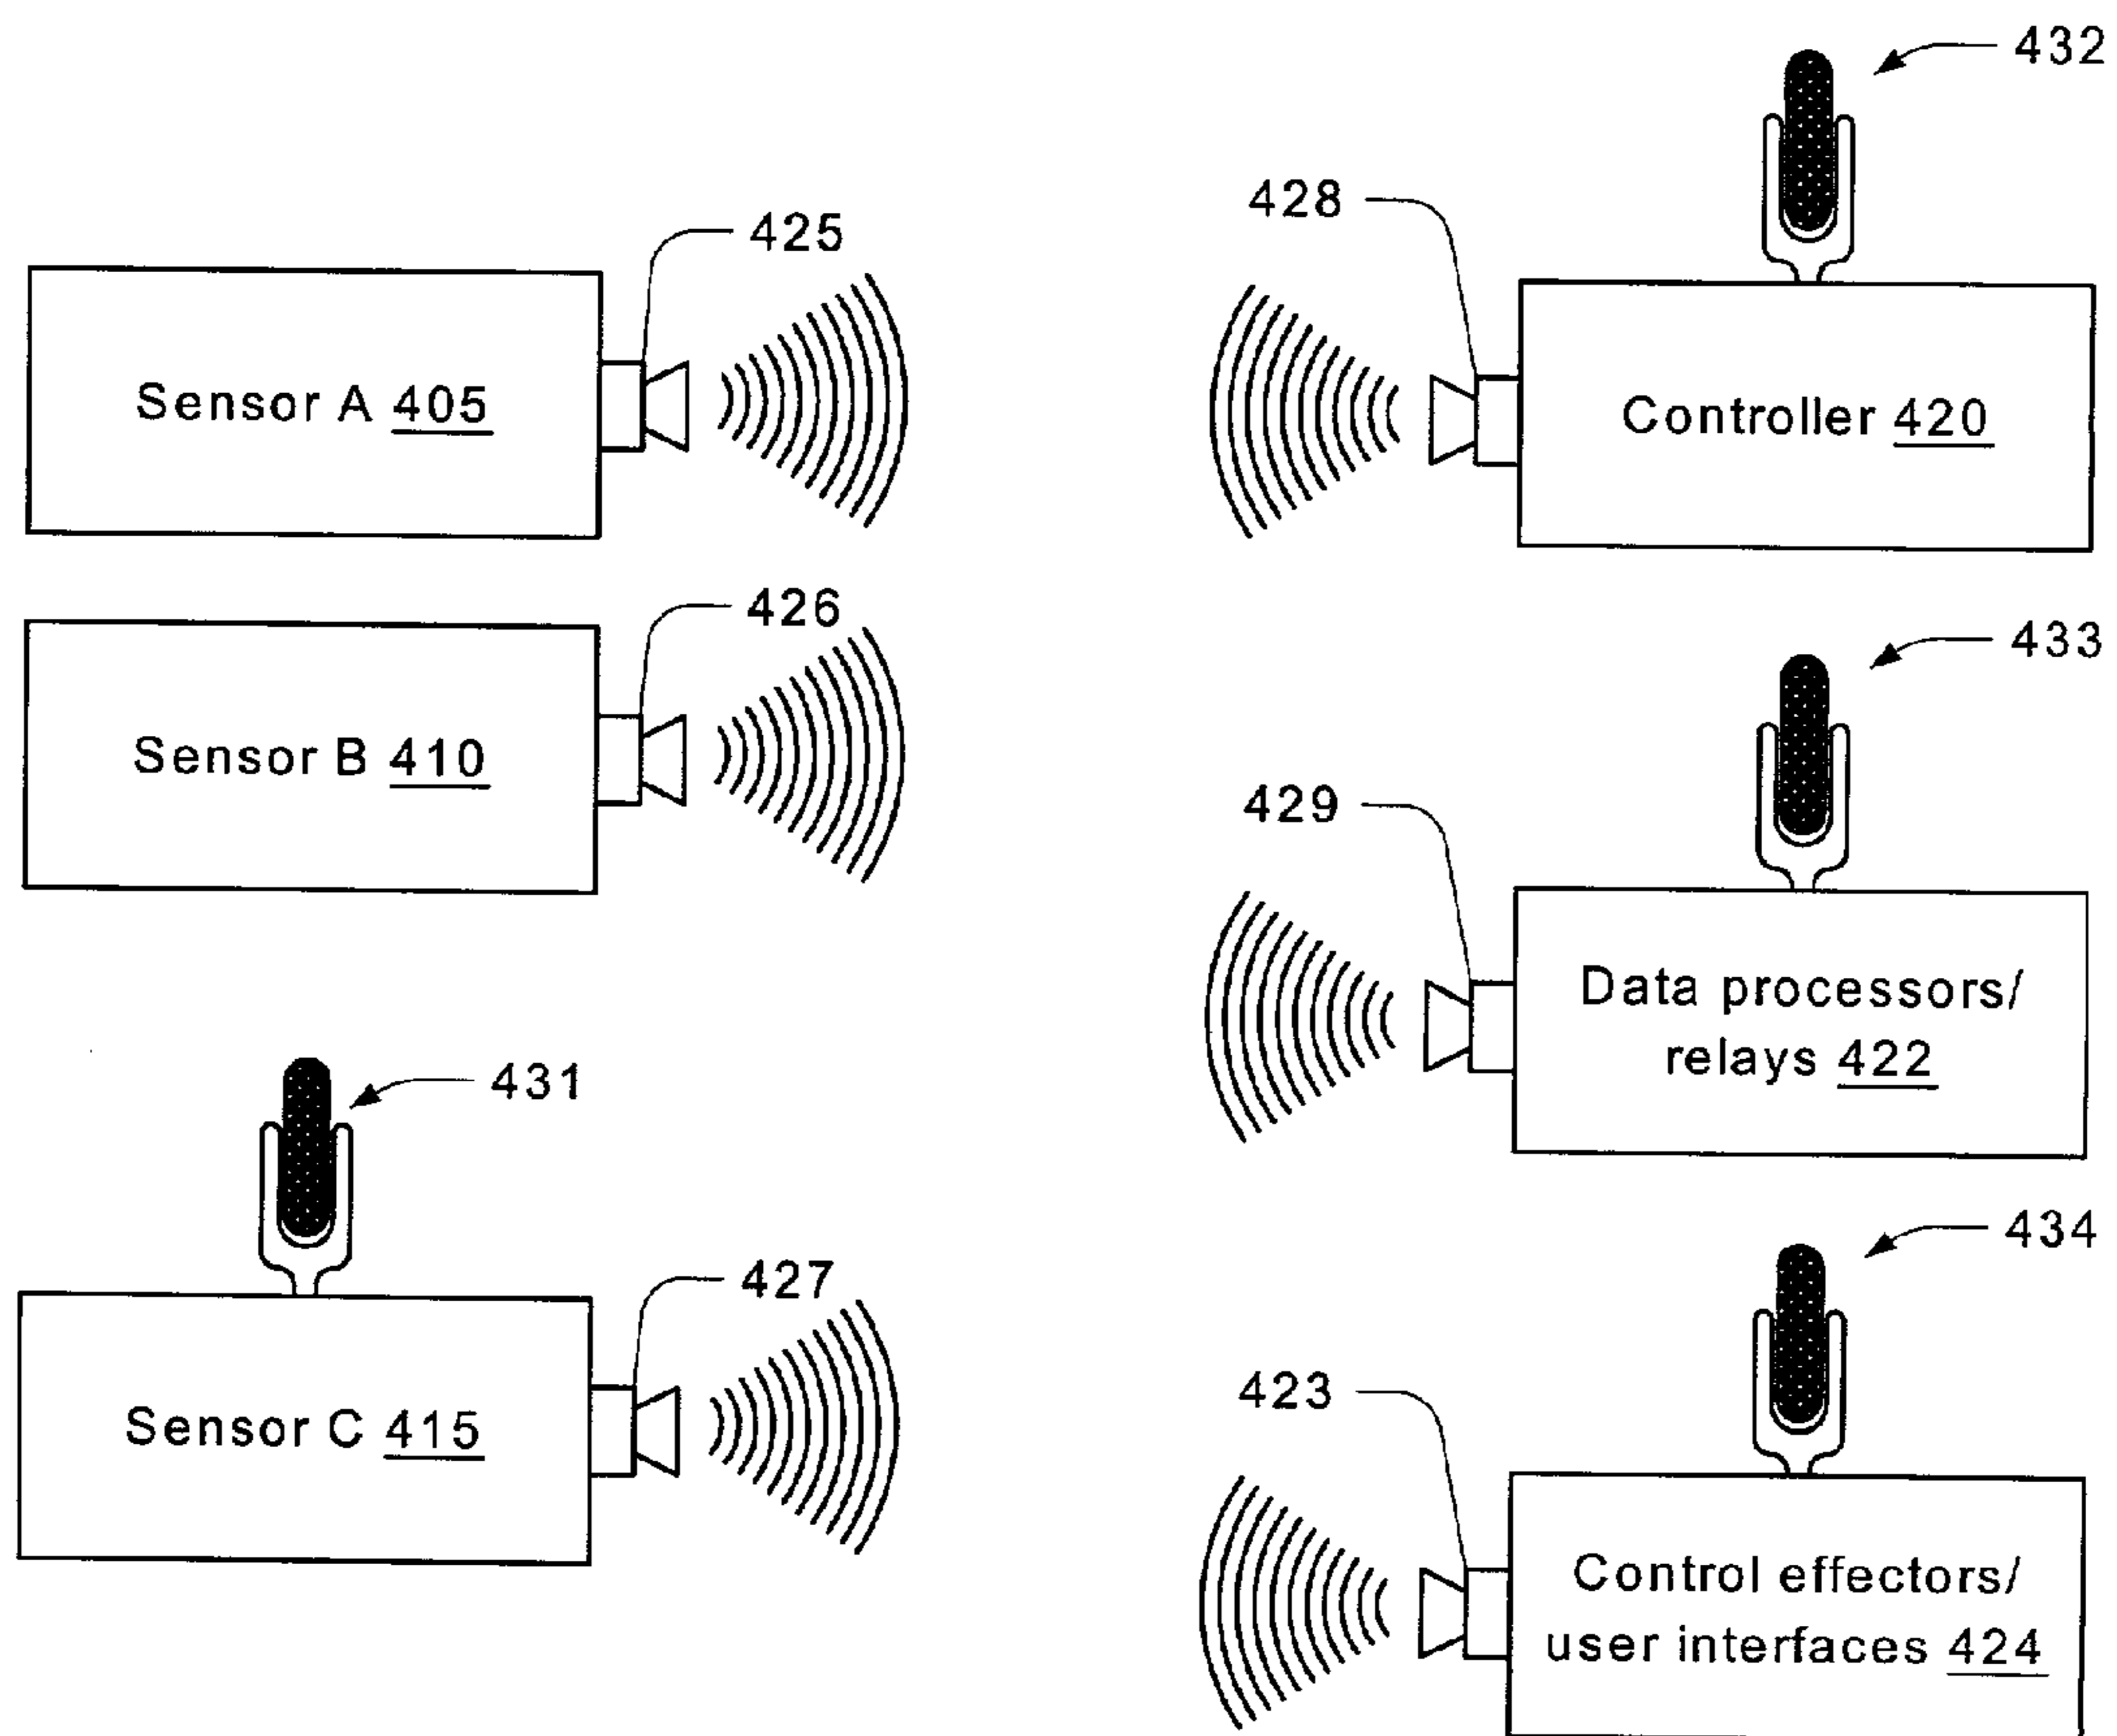 432
428
425
Sensor A 405
Controller 420
426
433
Sensor B 410
429
Data processors/
relays 422
431
434
427
423
Sensor C 415
Control effectors/
user interfaces 424